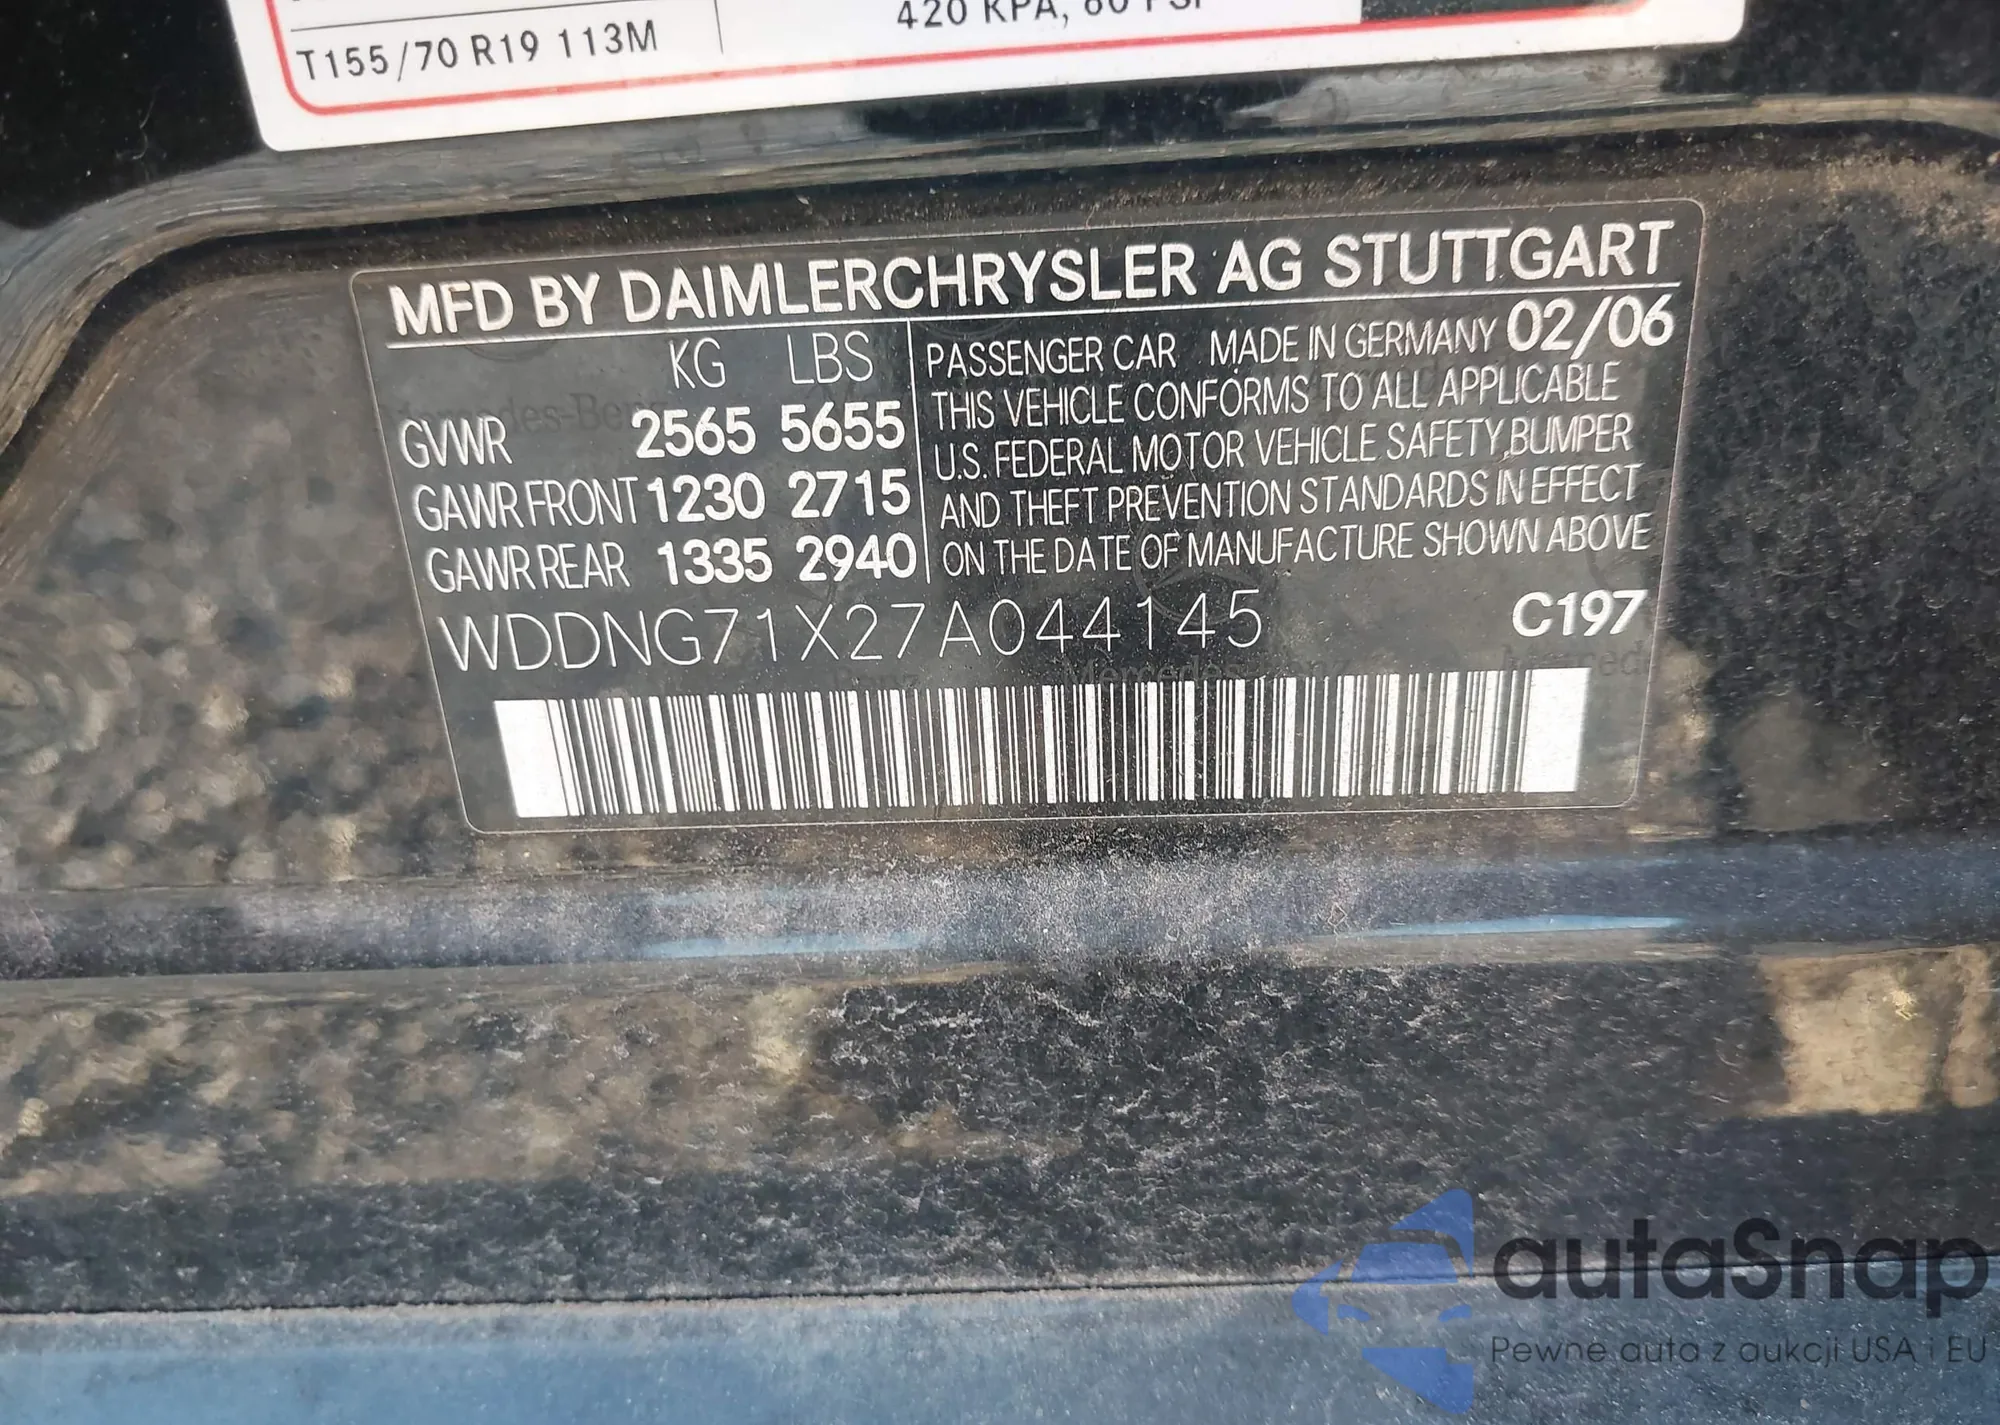 T155/70 R19 113M
420 KPA, 60 PSI
MFD BY DAIMLERCHRYSLER AG STUTTGART
KG LBS
GVWR 2565 5655
GAWR FRONT 1230 2715
GAWR REAR 1335 2940
PASSENGER CAR MADE IN GERMANY 02/06
THIS VEHICLE CONFORMS TO ALL APPLICABLE
U.S. FEDERAL MOTOR VEHICLE SAFETY, BUMPER
AND THEFT PREVENTION STANDARDS IN EFFECT
ON THE DATE OF MANUFACTURE SHOWN ABOVE
WDDNG71X27A044145 C197
autaSnap
Pewne auta z aukcji USA i EU